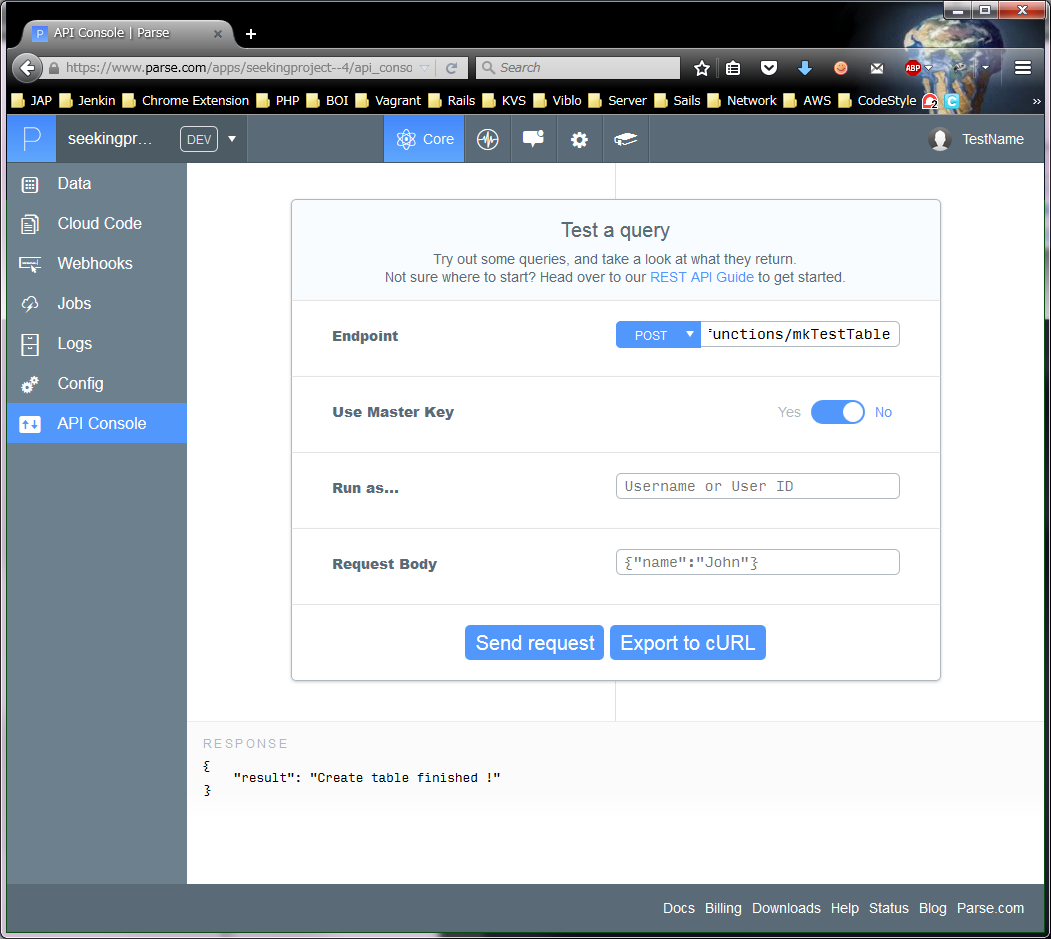 API Console | Parse
https://www.parse.com/apps/seekingproject--4/api_conso
Search
ABP
JAP Jenkin Chrome Extension PHP BOI Vagrant Rails KVS Viblo Server Sails Network AWS CodeStyle 2 C »
P seekingpr... DEV Core TestName
Data
Cloud Code
Webhooks
Jobs
Logs
Config
API Console
Test a query
Try out some queries, and take a look at what they return.
Not sure where to start? Head over to our REST API Guide to get started.
Endpoint POST functions/mkTestTable
Use Master Key Yes No
Run as... Username or User ID
Request Body {"name":"John"}
Send request Export to cURL
RESPONSE
{
"result": "Create table finished !"
}
Docs Billing Downloads Help Status Blog Parse.com